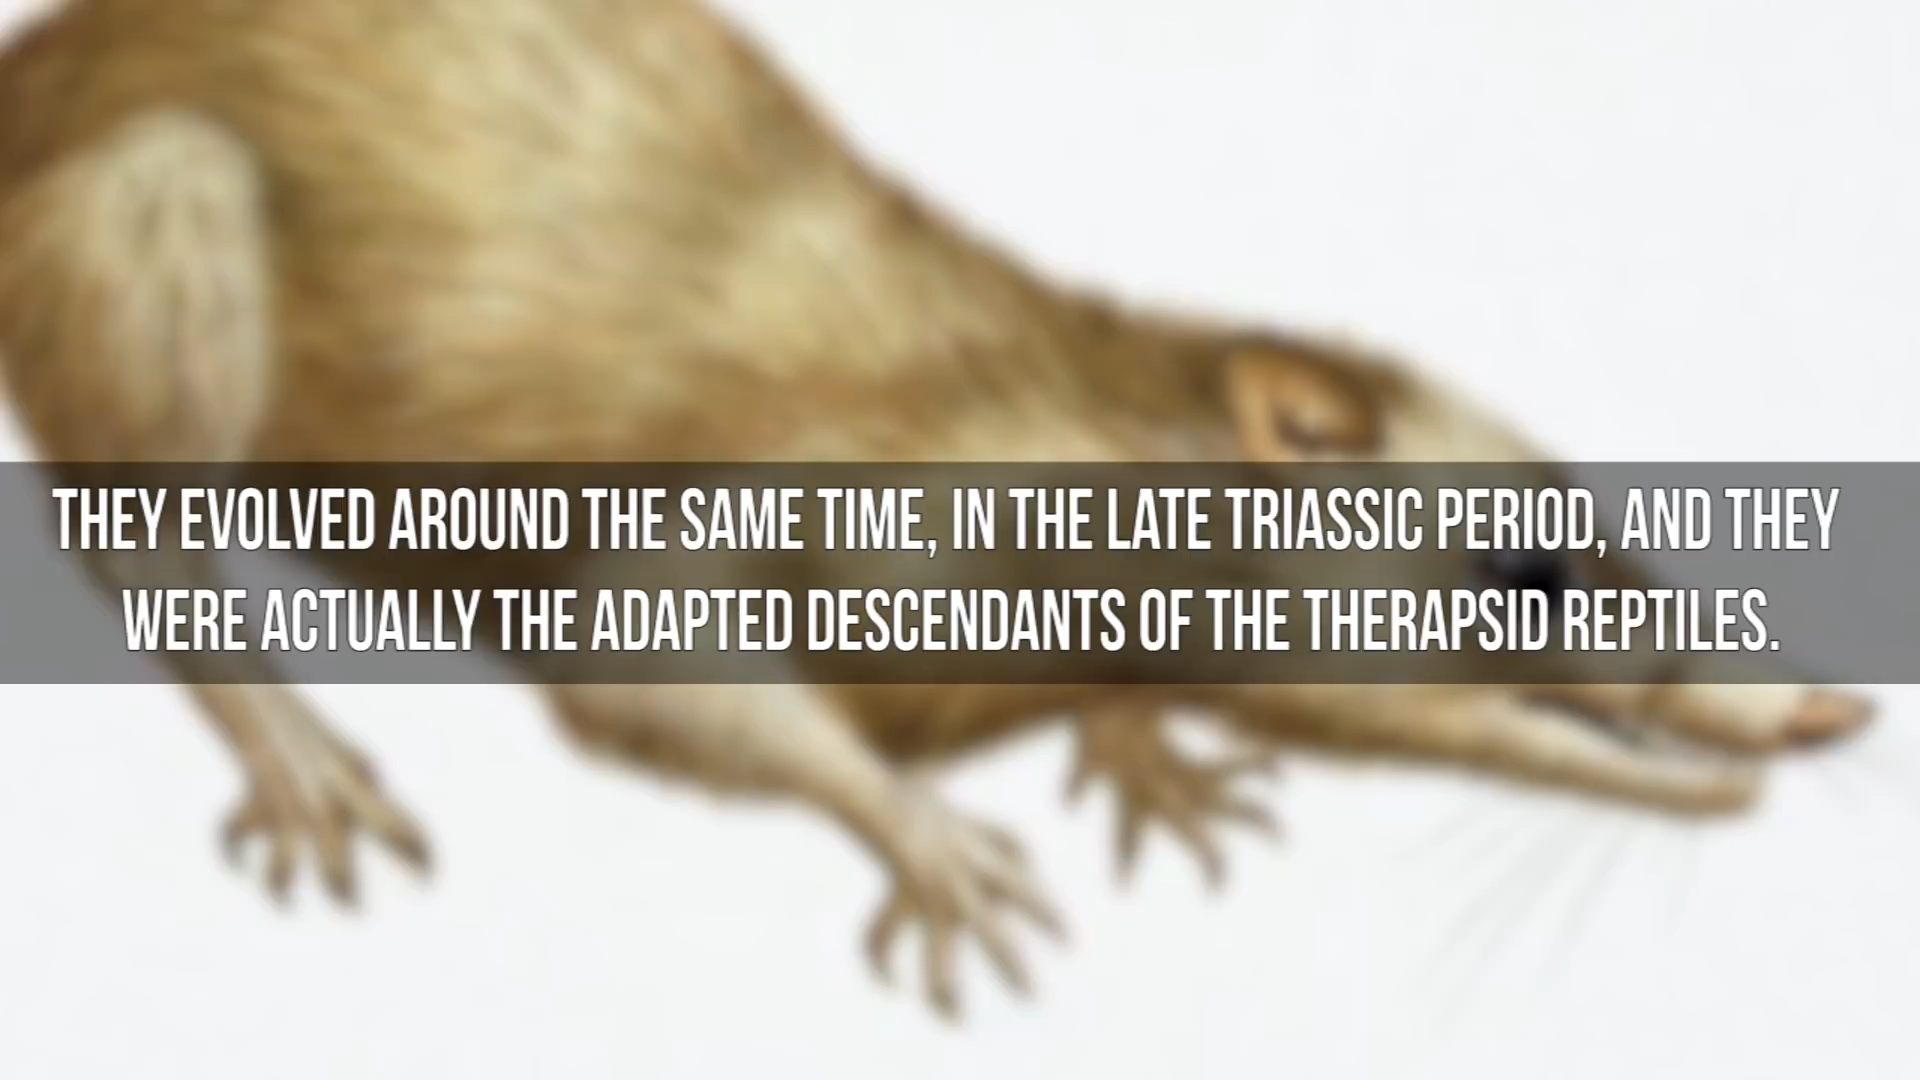 THEY EVOLVED AROUND THE SAME TIME, IN THE LATE TRIASSIC PERIOD, AND THEY
WERE ACTUALLY THE ADAPTED DESCENDANTS OF THE THERAPSID REPTILES.